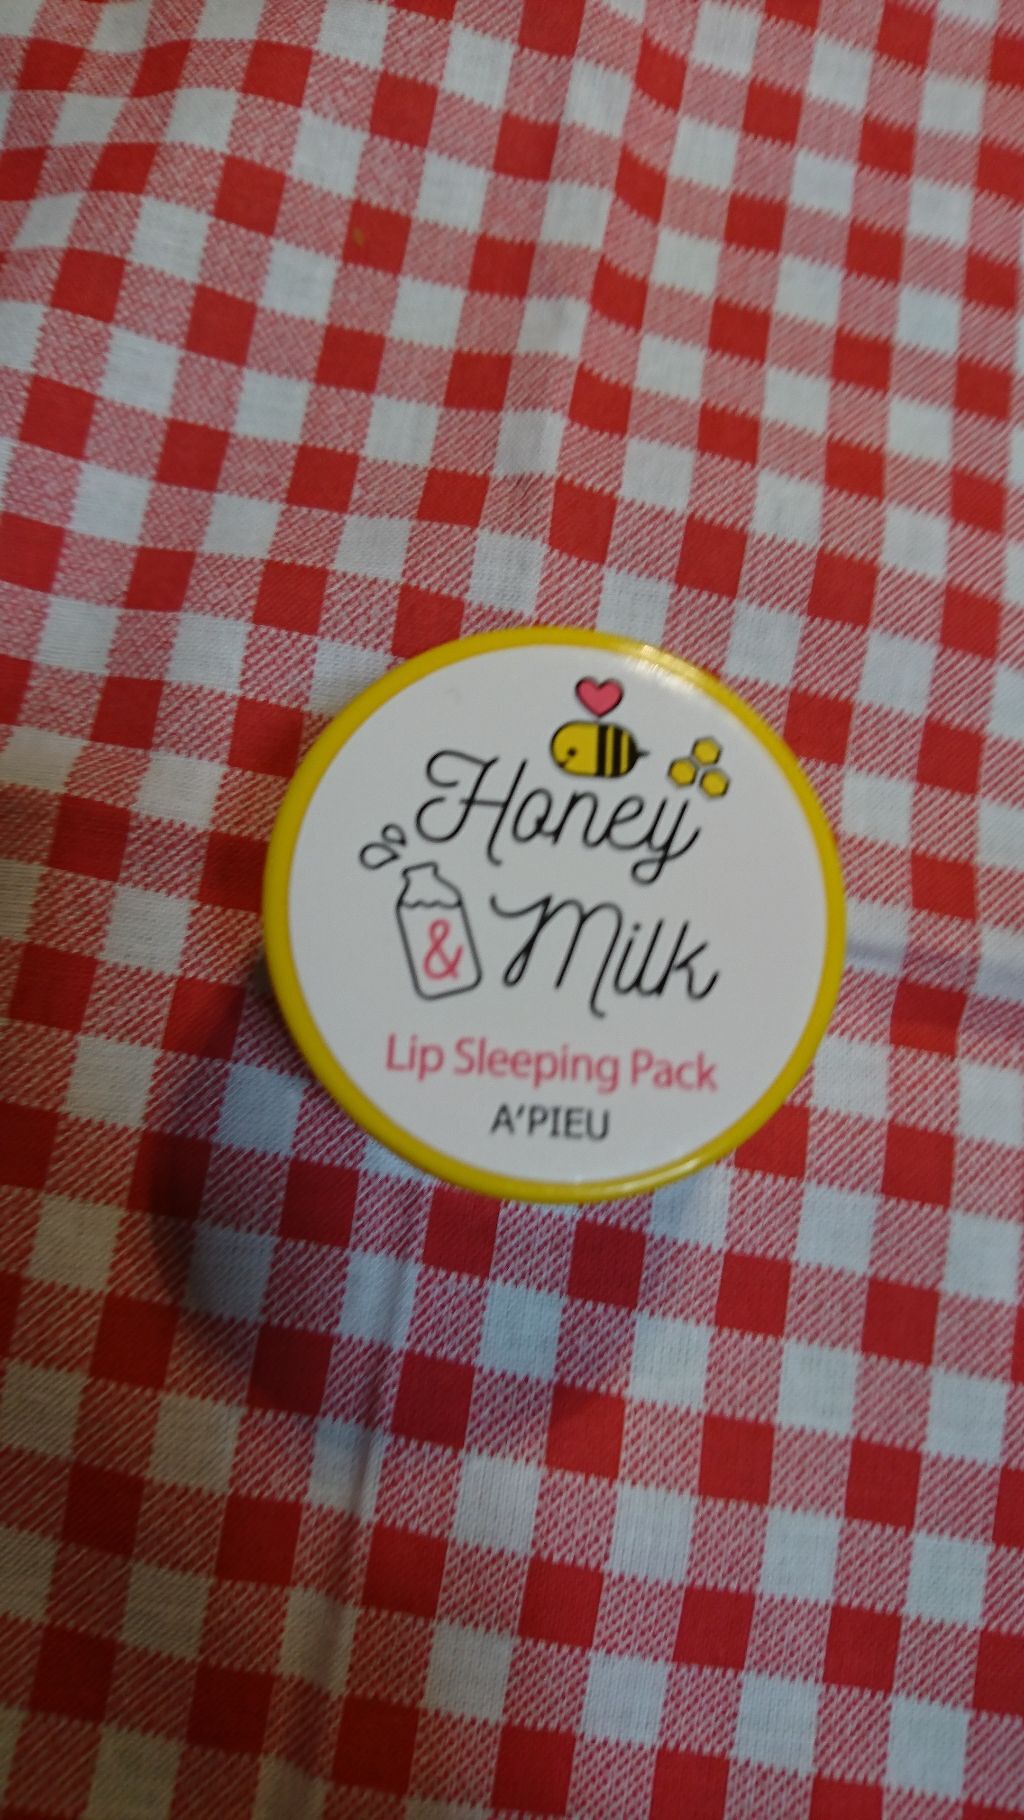 Honey
& Milk
Lip Sleeping Pack
A'PIEU